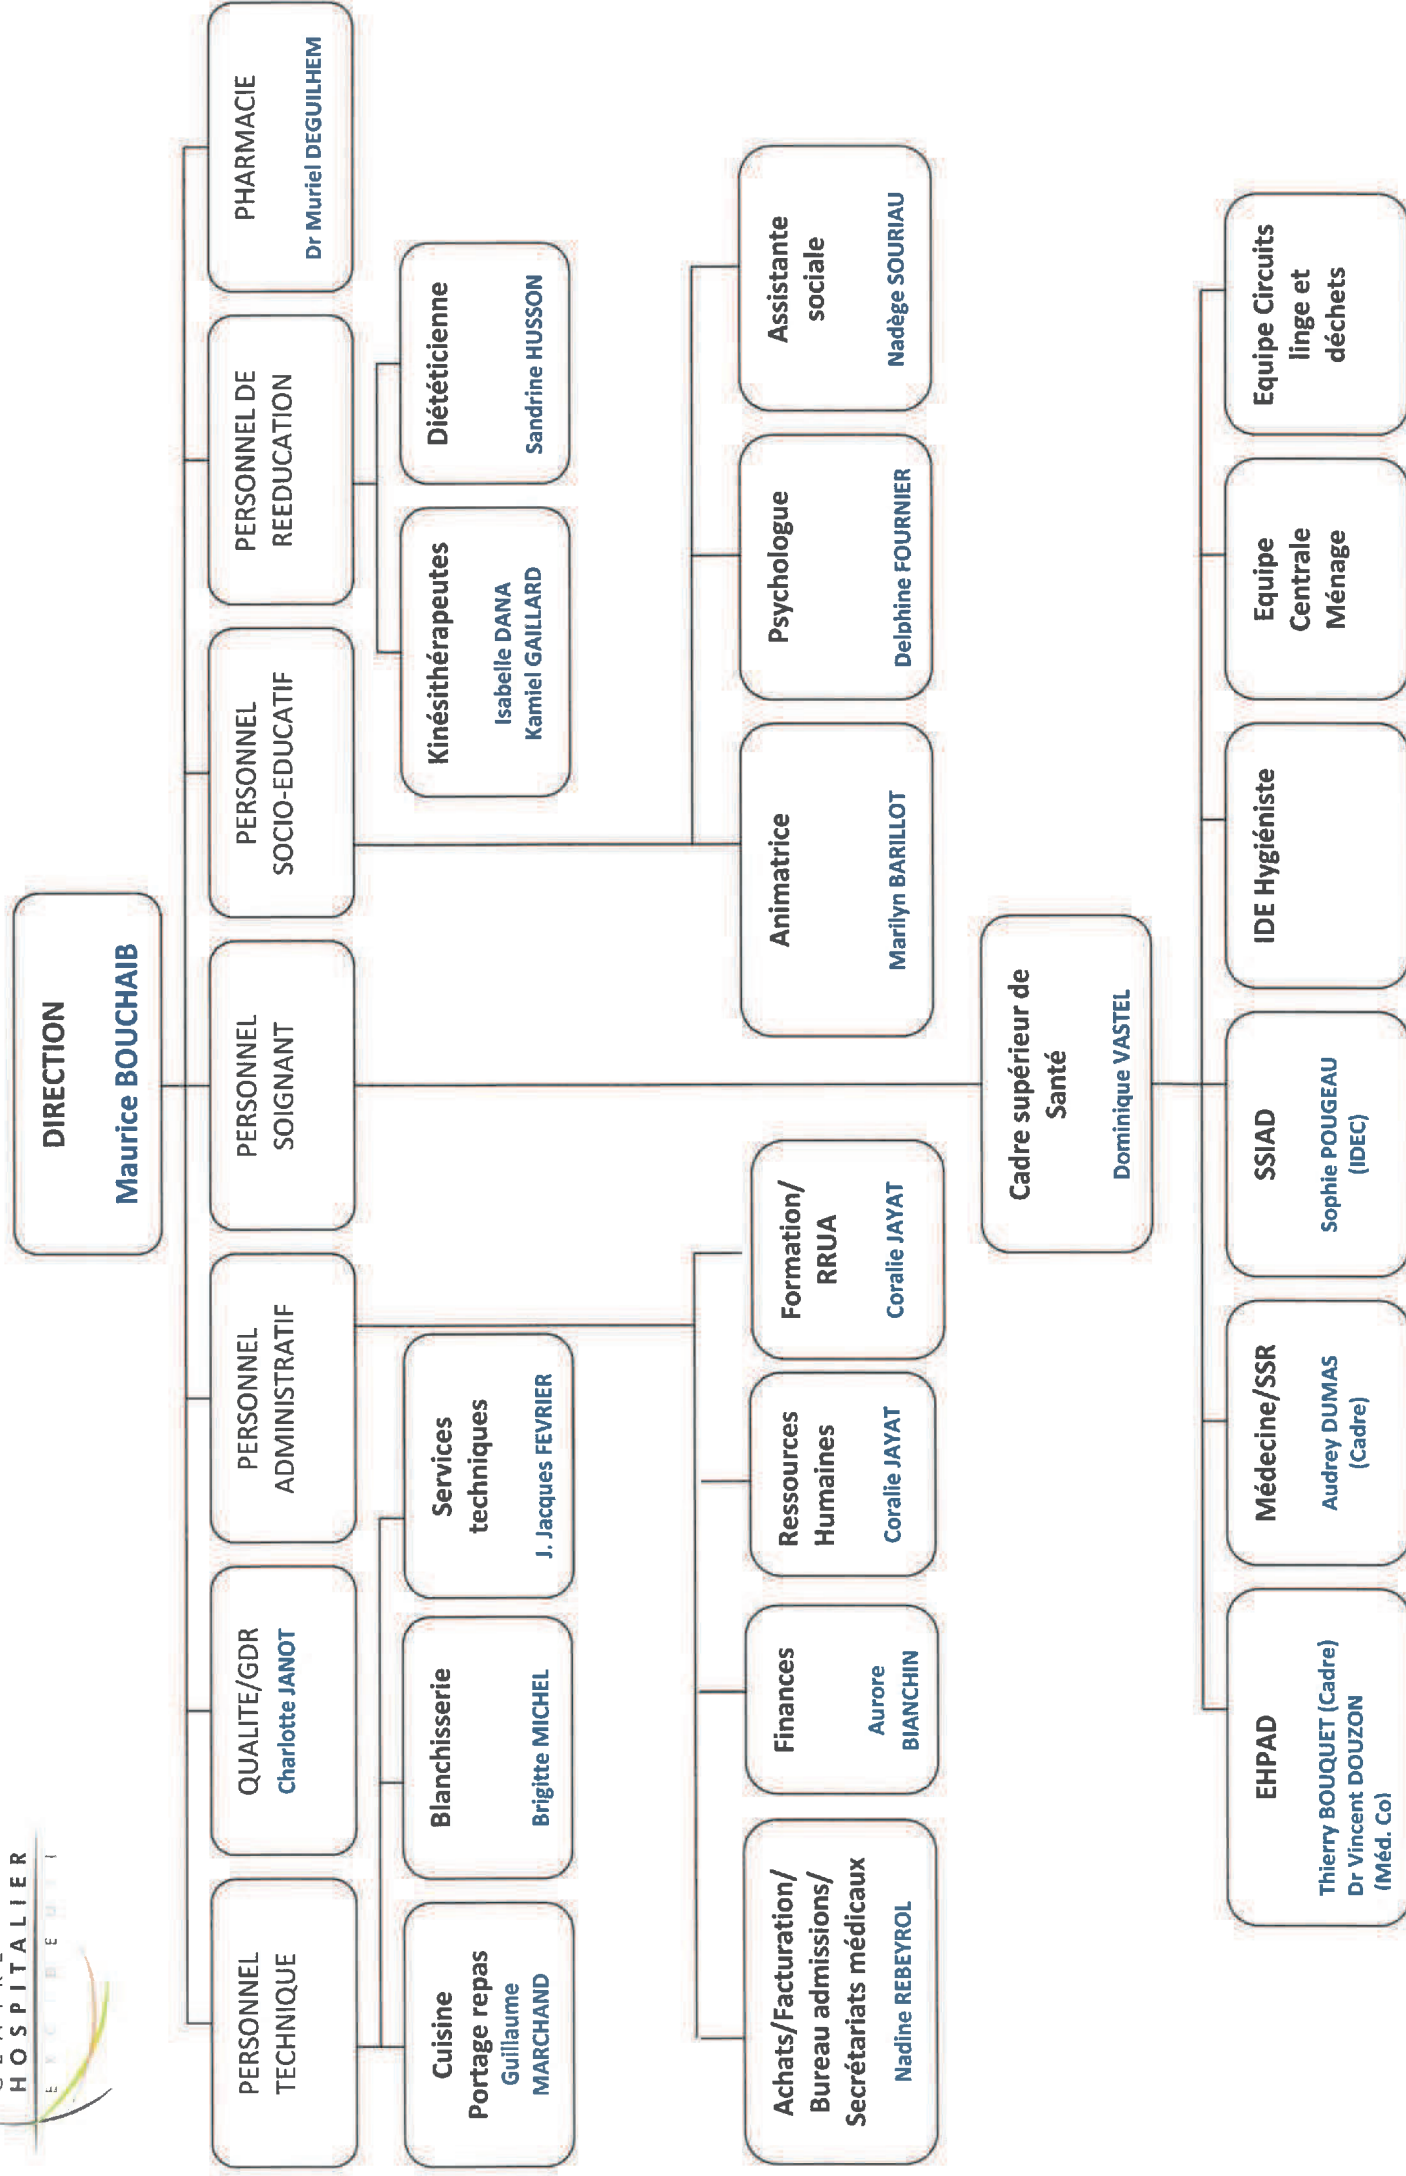 HOSPITALIER
DIRECTION
Maurice BOUCHAIB
PERSONNEL
TECHNIQUE
QUALITE/GDR
Charlotte JANOT
PERSONNEL
ADMINISTRATIF
PERSONNEL
SOIGNANT
PERSONNEL
SOCIO-EDUCATIF
PERSONNEL DE
REEDUCATION
PHARMACIE
Dr Muriel DEGUILHEM
Cuisine
Portage repas
Guillaume
MARCHAND
Blanchisserie
Brigitte MICHEL
Services
techniques
J. Jacques FEVRIER
Kinésithérapeutes
Isabelle DANA
Kamiel GAILLARD
Diététicienne
Sandrine HUSSON
Achats/Facturation/
Bureau admissions/
Secrétariats médicaux
Nadine REBEYROL
Finances
Aurore
BIANCHIN
Ressources
Humaines
Coralie JAYAT
Formation/
RRUA
Coralie JAYAT
Animatrice
Marilyn BARILLOT
Psychologue
Delphine FOURNIER
Assistante
sociale
Nadège SOURIAU
Cadre supérieur de
Santé
Dominique VASTEL
EHPAD
Thierry BOUQUET (Cadre)
Dr Vincent DOUZON
(Méd. Co)
Médecine/SSR
Audrey DUMAS
(Cadre)
SSIAD
Sophie POUGEAU
(IDEC)
IDE Hygiéniste
Equipe
Centrale
Ménage
Equipe Circuits
linge et
déchets